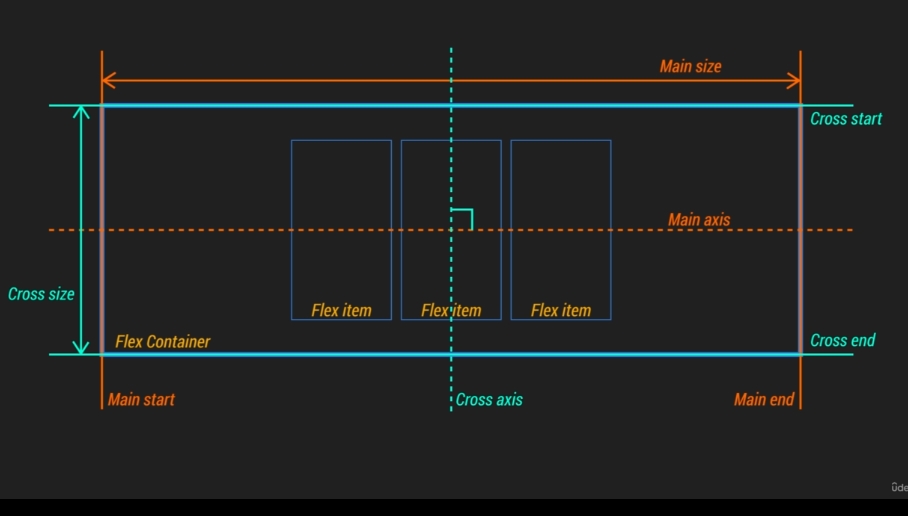 Main size
Cross start
Main axis
Cross size
Flex item
Flex item
Flex item
Flex Container
Cross end
Main start
Cross axis
Main end